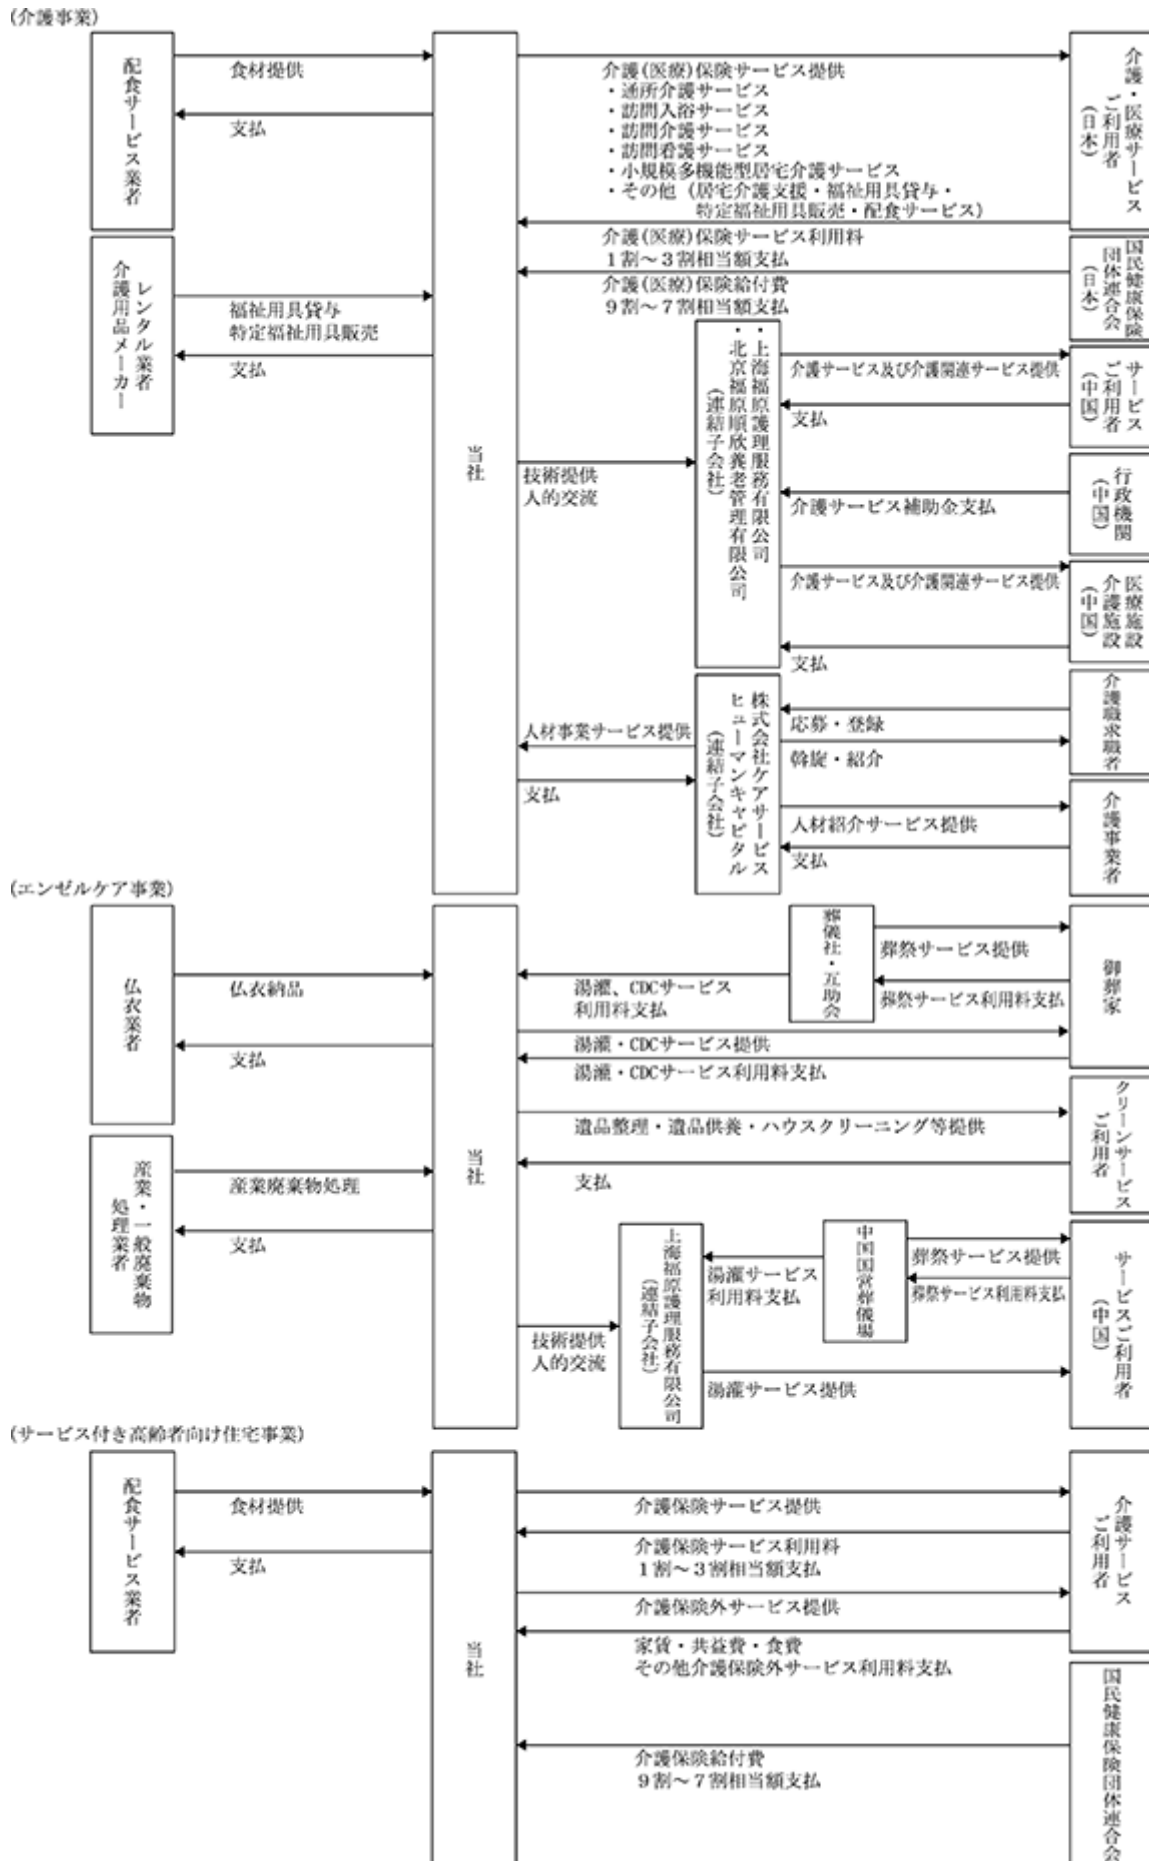 (介護事業)
配食サービス業者
食材提供
支払
レンタル業者
介護用品メーカー
福祉用具貸与
特定福祉用具販売
支払
当社
介護(医療)保険サービス提供
・通所介護サービス
・訪問入浴サービス
・訪問介護サービス
・訪問看護サービス
・小規模多機能型居宅介護サービス
・その他（居宅介護支援・福祉用具貸与・
特定福祉用具販売・配食サービス）
介護(医療)保険サービス利用料
1割～3割相当額支払
介護(医療)保険給付費
9割～7割相当額支払
介護・医療サービス
ご利用者
(日本)
国民健康保険
団体連合会
(日本)
技術提供
人的交流
・上海福原護理服務有限公司
・北京福原順欣養老管理有限公司
(連結子会社)
介護サービス及び介護関連サービス提供
支払
サービス
ご利用者
(中国)
介護サービス補助金支払
行政機関
(中国)
介護サービス及び介護関連サービス提供
支払
医療施設
介護施設
(中国)
人材事業サービス提供
支払
株式会社ケアサービス
ヒューマンキャピタル
(連結子会社)
応募・登録
斡旋・紹介
介護職求職者
人材紹介サービス提供
支払
介護事業者
(エンゼルケア事業)
仏衣業者
仏衣納品
支払
産業・一般廃棄物
処理業者
産業廃棄物処理
支払
当社
葬儀社・互助会
葬祭サービス提供
葬祭サービス利用料支払
湯灌、CDCサービス
利用料支払
湯灌・CDCサービス提供
湯灌・CDCサービス利用料支払
御葬家
遺品整理・遺品供養・ハウスクリーニング等提供
支払
クリーンサービス
ご利用者
技術提供
人的交流
上海福原護理服務有限公司
(連結子会社)
湯灌サービス
利用料支払
中国国営葬儀場
葬祭サービス提供
葬祭サービス利用料支払
湯灌サービス提供
サービスご利用者
(中国)
(サービス付き高齢者向け住宅事業)
配食サービス業者
食材提供
支払
当社
介護保険サービス提供
介護保険サービス利用料
1割～3割相当額支払
介護保険外サービス提供
家賃・共益費・食費
その他介護保険外サービス利用料支払
介護サービス
ご利用者
介護保険給付費
9割～7割相当額支払
国民健康保険団体連合会